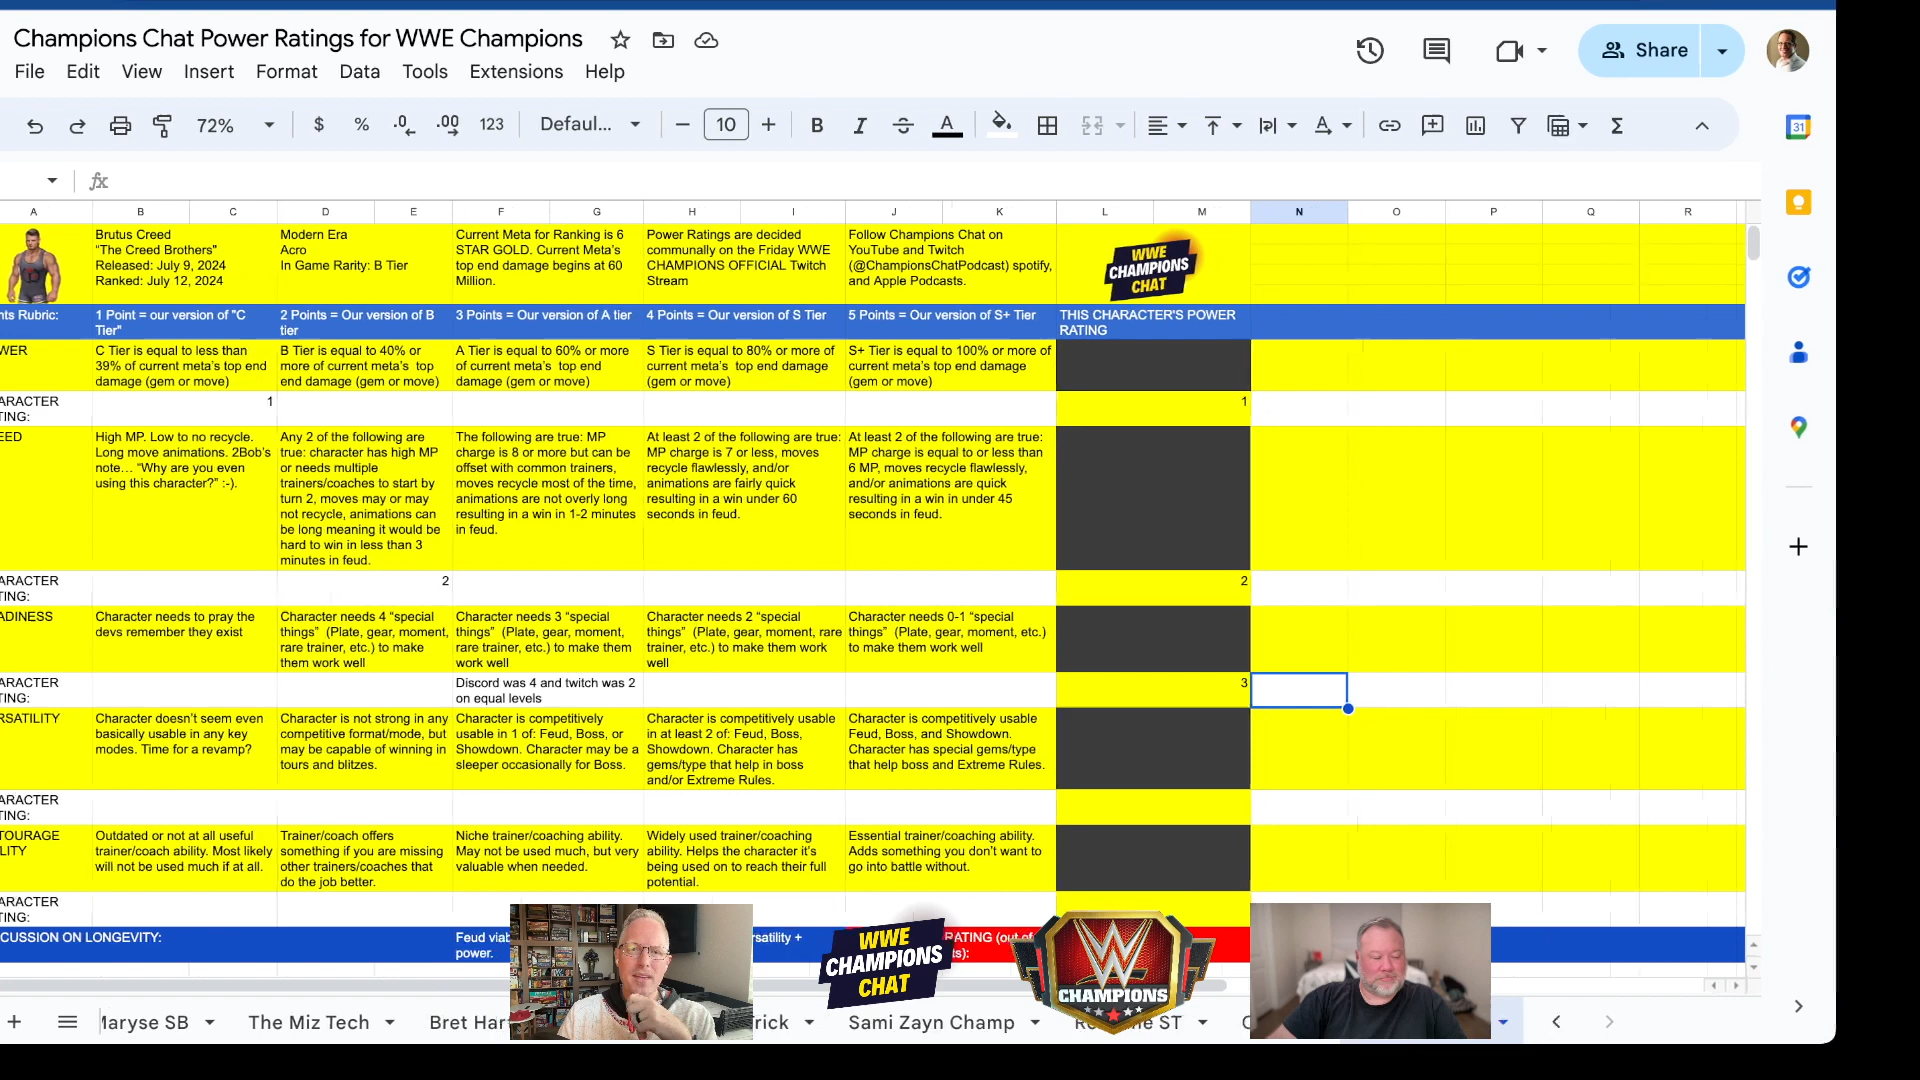 Champions Chat Power Ratings for WWE Champions
File Edit View Insert Format Data Tools Extensions Help
Share
72% $ % .0 .00 123 Defaul... 10 B I A Σ
31
fx
A B C D E F G H I J K L M N O P Q R
Brutus Creed
"The Creed Brothers"
Released: July 9, 2024
Ranked: July 12, 2024
Modern Era
Acro
In Game Rarity: B Tier
Current Meta for Ranking is 6
STAR GOLD. Current Meta's
top end damage begins at 60
Million.
Power Ratings are decided
communally on the Friday WWE
CHAMPIONS OFFICIAL Twitch
Stream
Follow Champions Chat on
YouTube and Twitch
(@ChampionsChatPodcast) spotify,
and Apple Podcasts.
WWE
CHAMPIONS
CHAT
nts Rubric:
1 Point = our version of "C
Tier"
2 Points = Our version of B
tier
3 Points = Our version of A tier
4 Points = Our version of S Tier
5 Points = Our version of S+ Tier
THIS CHARACTER'S POWER
RATING
WER
C Tier is equal to less than
39% of current meta's top end
damage (gem or move)
B Tier is equal to 40% or
more of current meta's top
end damage (gem or move)
A Tier is equal to 60% or more
of current meta's top end
damage (gem or move)
S Tier is equal to 80% or more of
current meta's top end damage
(gem or move)
S+ Tier is equal to 100% or more of
current meta's top end damage
(gem or move)
ARACTER
TING:
1
1
EED
High MP. Low to no recycle.
Long move animations. 2Bob's
note... "Why are you even
using this character?" :-).
Any 2 of the following are
true: character has high MP
or needs multiple
trainers/coaches to start by
turn 2, moves may or may
not recycle, animations can
be long meaning it would be
hard to win in less than 3
minutes in feud.
The following are true: MP
charge is 8 or more but can be
offset with common trainers,
moves recycle most of the time,
animations are not overly long
resulting in a win in 1-2 minutes
in feud.
At least 2 of the following are true:
MP charge is 7 or less, moves
recycle flawlessly, and/or
animations are fairly quick
resulting in a win under 60
seconds in feud.
At least 2 of the following are true:
MP charge is equal to or less than
6 MP, moves recycle flawlessly,
and/or animations are quick
resulting in a win in under 45
seconds in feud.
ARACTER
TING:
2
2
ADINESS
Character needs to pray the
devs remember they exist
Character needs 4 "special
things" (Plate, gear, moment,
rare trainer, etc.) to make
them work well
Character needs 3 "special
things" (Plate, gear, moment,
rare trainer, etc.) to make them
work well
Character needs 2 "special
things" (Plate, gear, moment, rare
trainer, etc.) to make them work
well
Character needs 0-1 "special
things" (Plate, gear, moment, etc.)
to make them work well
ARACTER
TING:
Discord was 4 and twitch was 2
on equal levels
3
RSATILITY
Character doesn't seem even
basically usable in any key
modes. Time for a revamp?
Character is not strong in any
competitive format/mode, but
may be capable of winning in
tours and blitzes.
Character is competitively
usable in 1 of: Feud, Boss, or
Showdown. Character may be a
sleeper occasionally for Boss.
Character is competitively usable
in at least 2 of: Feud, Boss,
Showdown. Character has
gems/type that help in boss
and/or Extreme Rules.
Character is competitively usable
Feud, Boss, and Showdown.
Character has special gems/type
that help boss and Extreme Rules.
ARACTER
TING:
TOURAGE
LITY
Outdated or not at all useful
trainer/coach ability. Most likely
will not be used much if at all.
Trainer/coach offers
something if you are missing
other trainers/coaches that
do the job better.
Niche trainer/coaching ability.
May not be used much, but very
valuable when needed.
Widely used trainer/coaching
ability. Helps the character it's
being used on to reach their full
potential.
Essential trainer/coaching ability.
Adds something you don't want to
go into battle without.
ARACTER
TING:
CUSSION ON LONGEVITY:
Feud viab
power.
rsatility +
RATING (out of
ts):
WWE
CHAMPIONS
CHAT
W
CHAMPIONS
Maryse SB The Miz Tech Bret Har rick Sami Zayn Champ ST